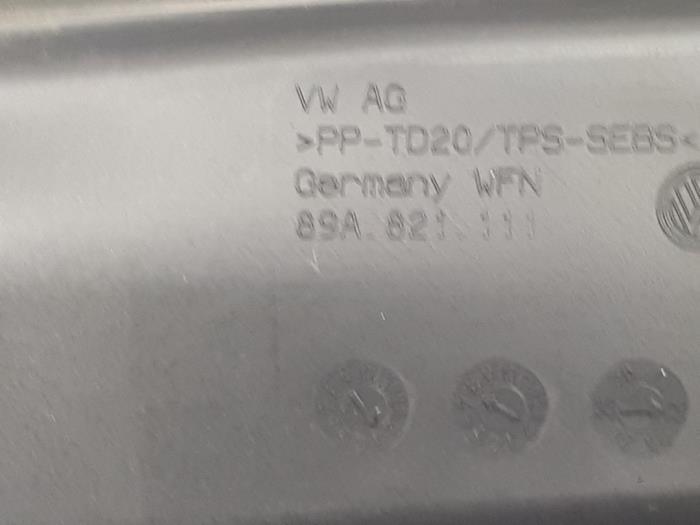 VW AG
>PP-TD20/TPS-SEBS<
Germany WFN
89A.821.111